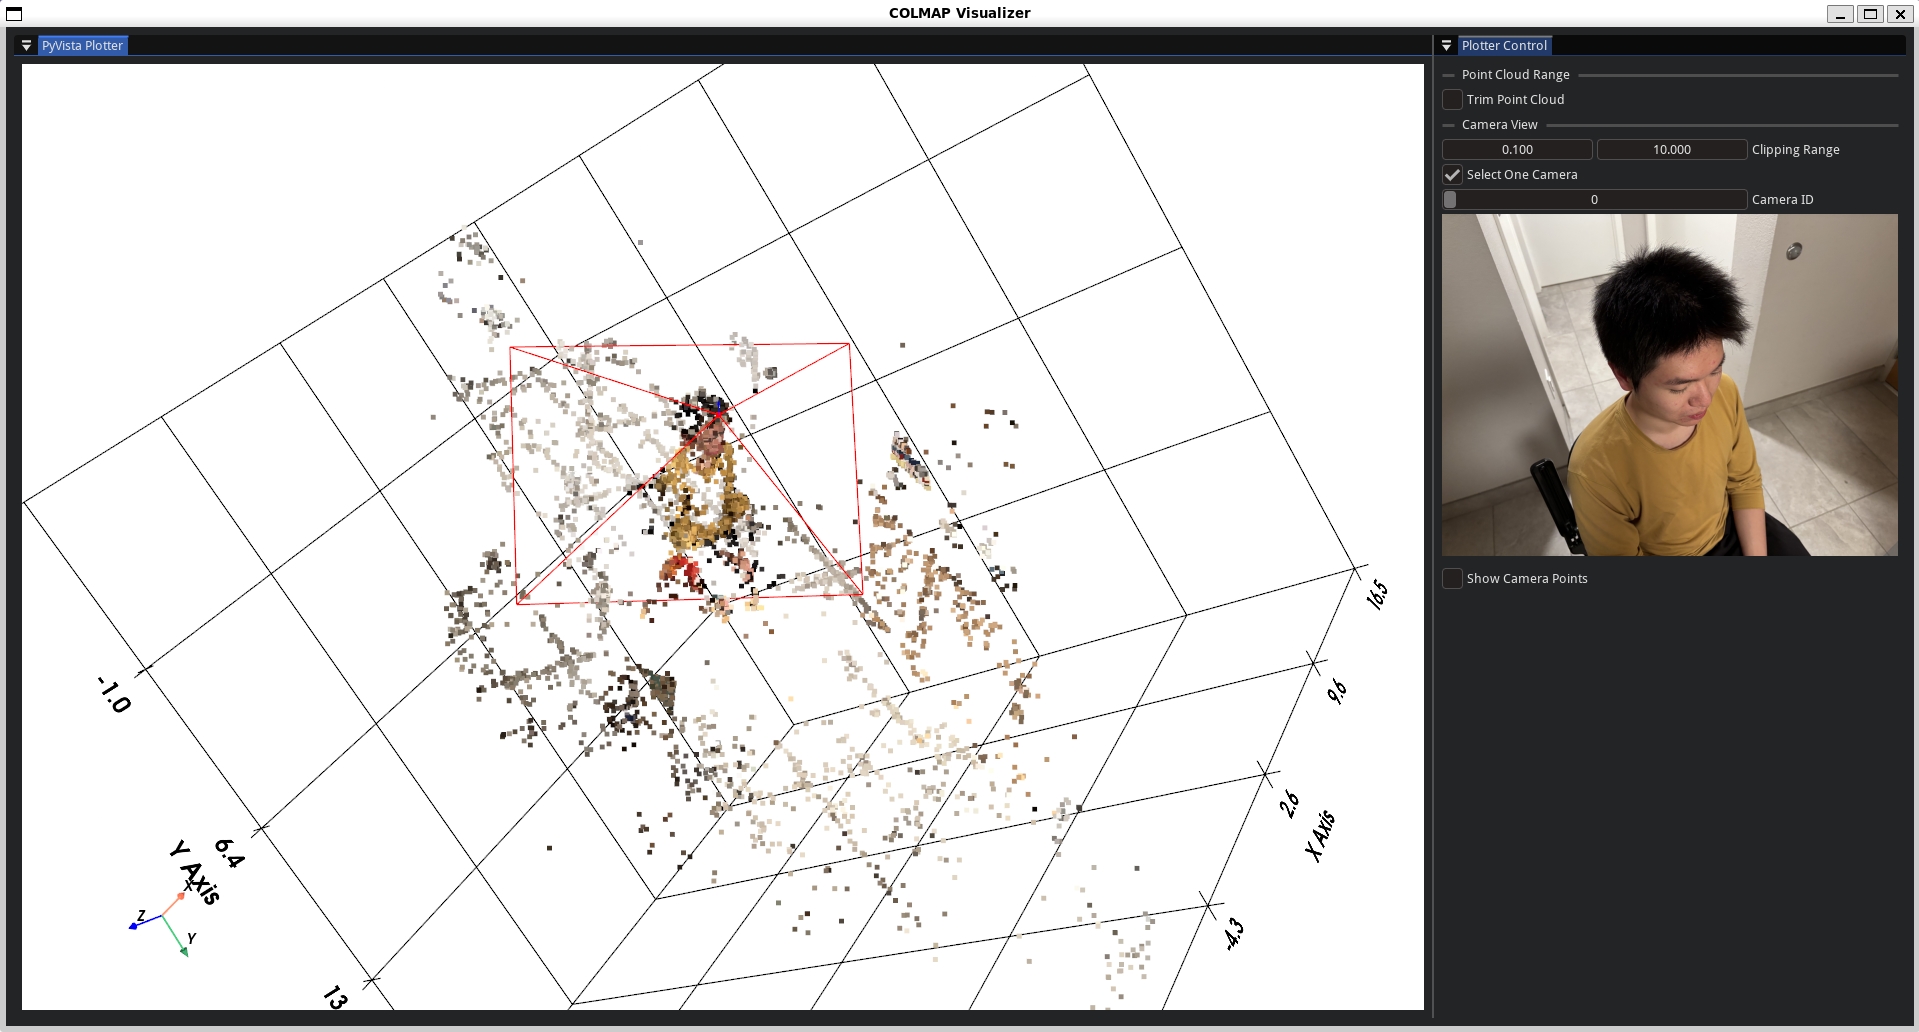 COLMAP Visualizer
PyVista Plotter
Plotter Control
Point Cloud Range
Trim Point Cloud
Camera View
0.100 10.000 Clipping Range
Select One Camera
0 Camera ID
Show Camera Points
16.5
9.6
2.6
X Axis
-4.3
-1.0
6.4
Y Axis
13
X
Z
Y